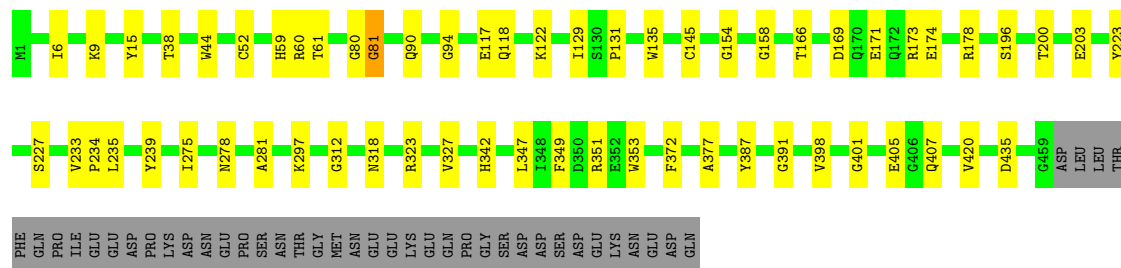 M1 I6 K9 Y15 T38 W44 C52 H59 R60 T61 G80 G81 Q90 G94 E117 Q118 K122 I129 S130 P131 W135 C145 G154 G158 T166 D169 Q170 E171 Q172 R173 E174 R178 S196 T200 E203 Y223
S227 V233 P234 L235 Y239 I275 N278 A281 K297 G312 N318 R323 V327 H342 L347 I348 F349 D350 R351 E352 W353 F372 A377 Y387 G391 V398 G401 E405 G406 Q407 V420 D435 G459 ASP LEU LEU THR
PHE GLN PRO ILE GLU GLU ASP PRO LYS ASP ASN GLU PRO SER ASN THR GLY MET ASN GLU GLU LYS GLU GLN PRO GLY SER ASP ASP SER ASP GLU LYS ASN GLU ASP GLN